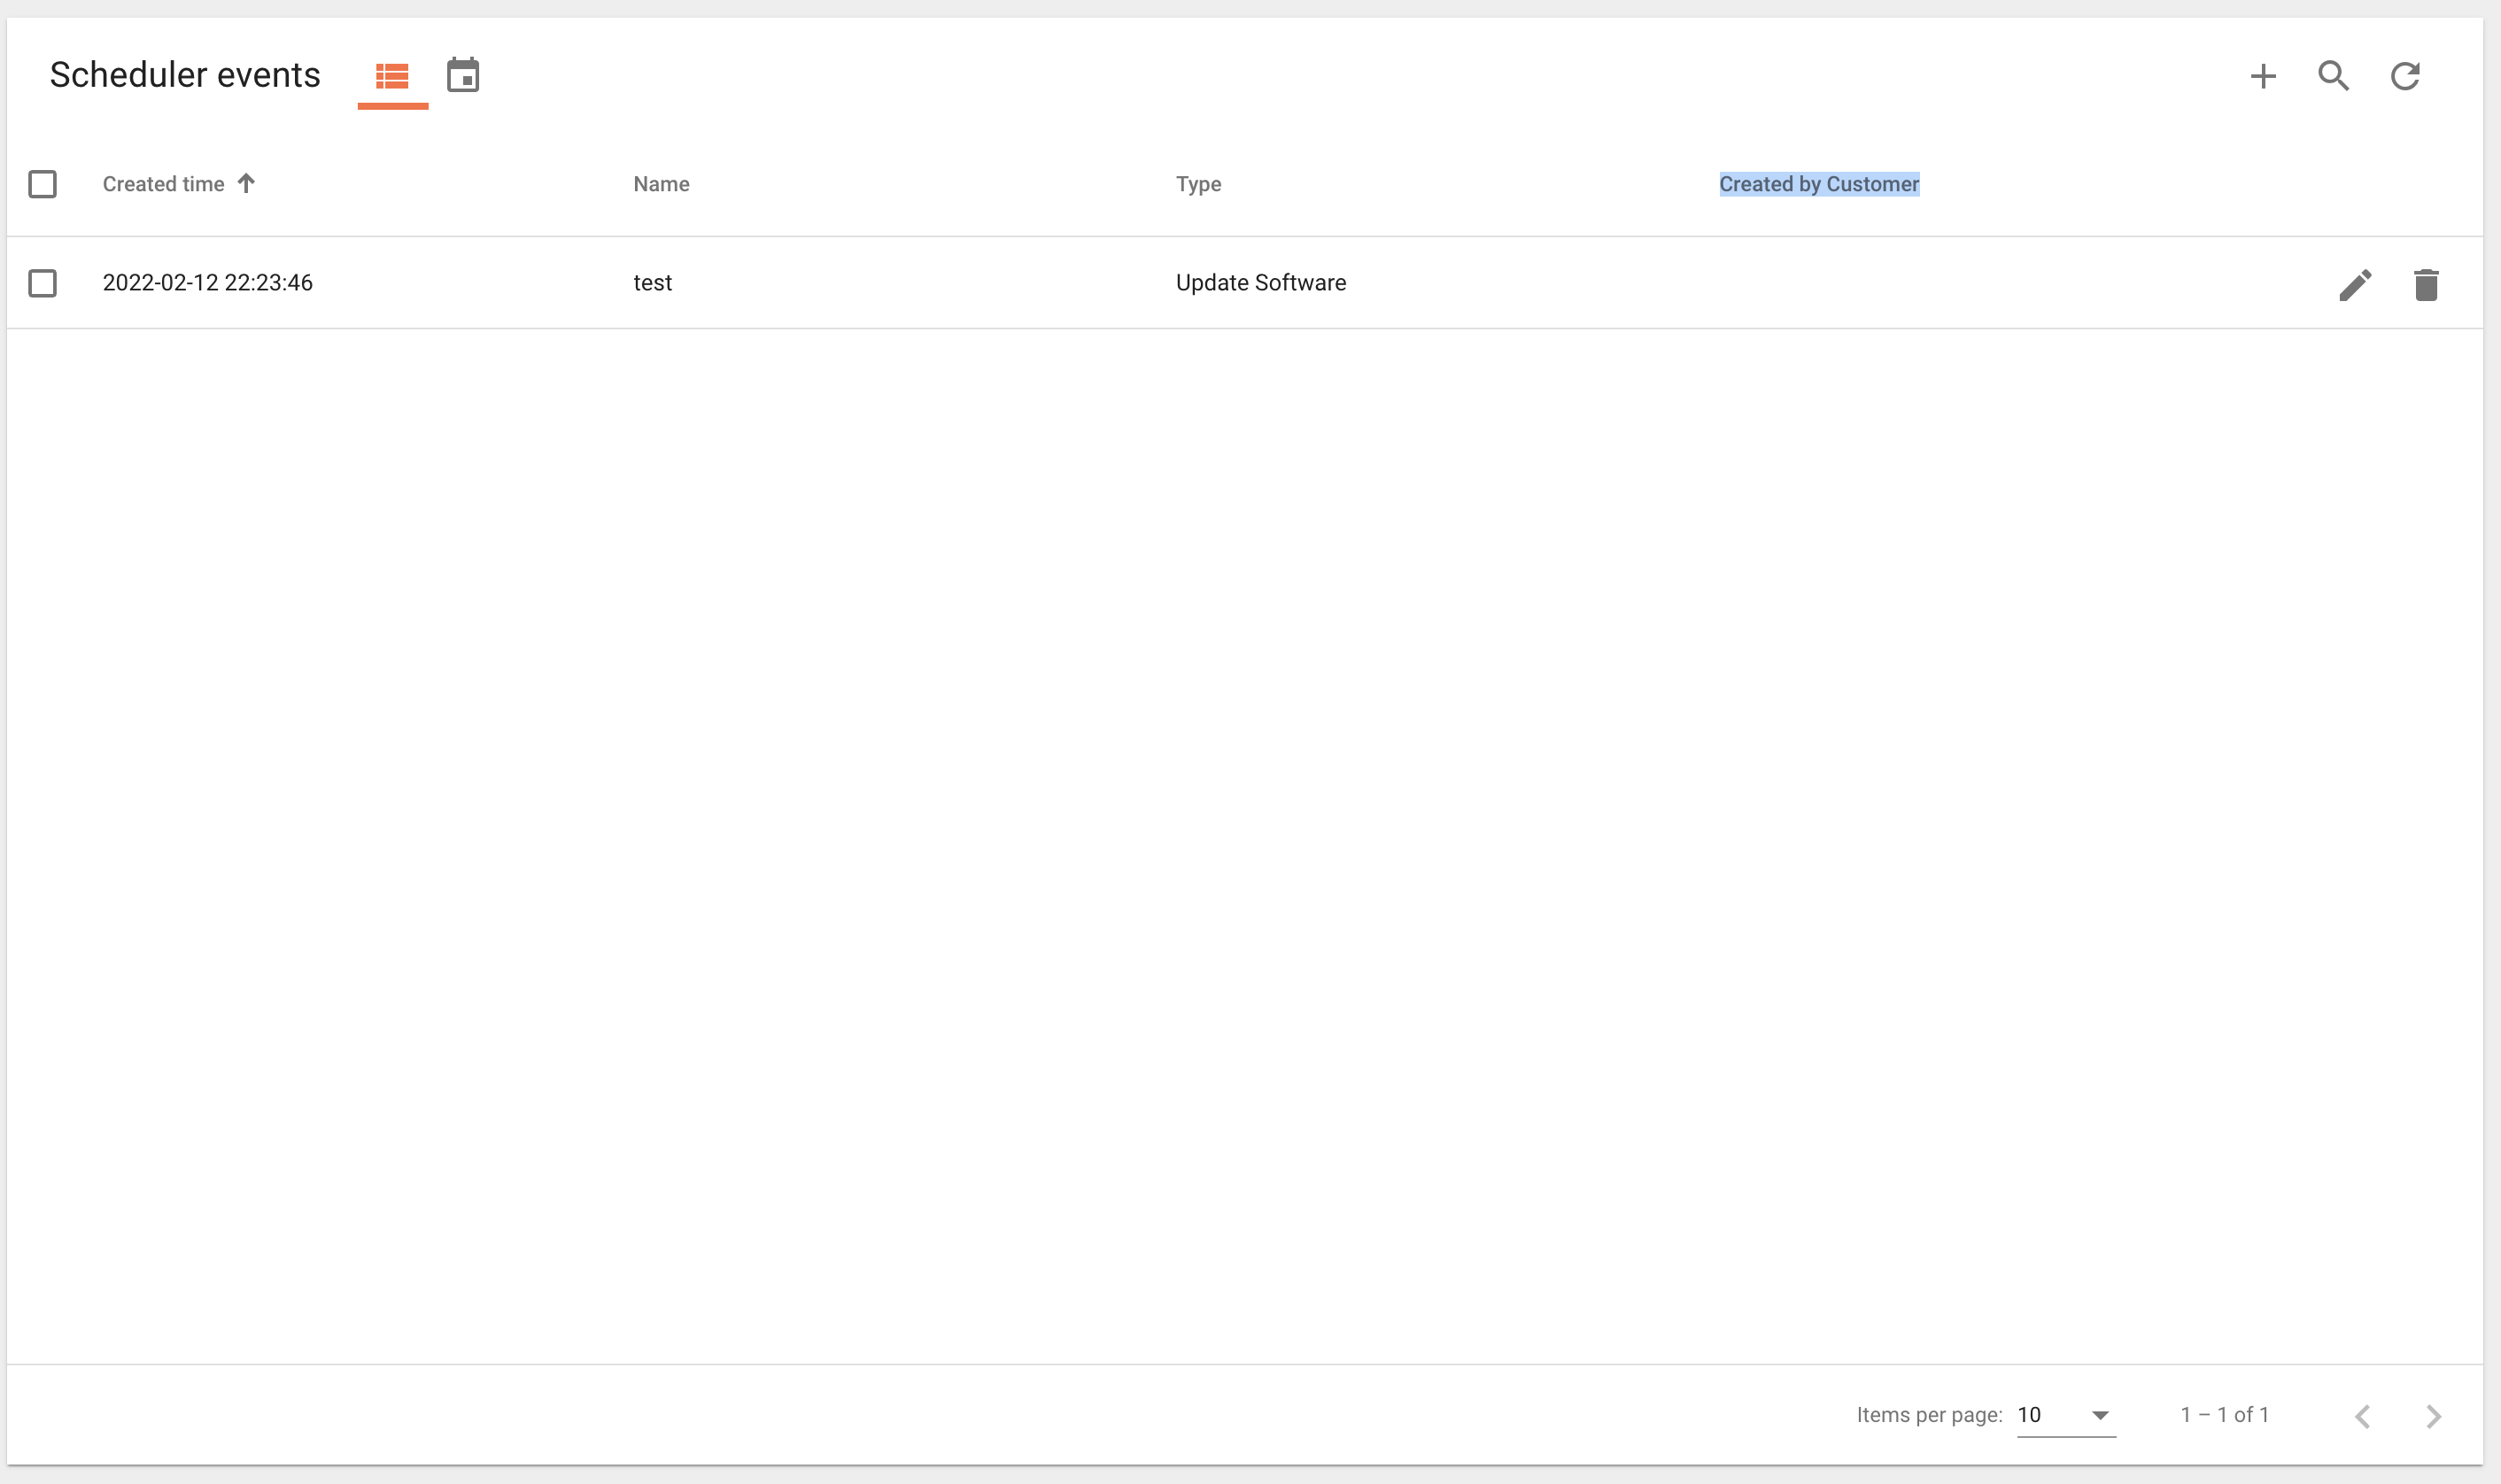 Scheduler events
Created time Name Type Created by Customer
2022-02-12 22:23:46 test Update Software
Items per page: 10 1 – 1 of 1